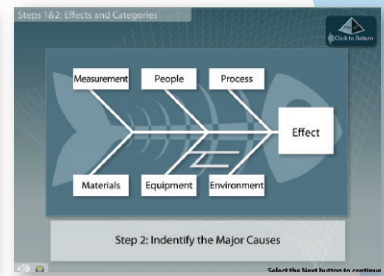 Steps 1&2: Effects and Categories
Click to Return
Measurement
People
Process
Effect
Materials
Equipment
Environment
Step 2: Indentify the Major Causes
Select the Next button to continue